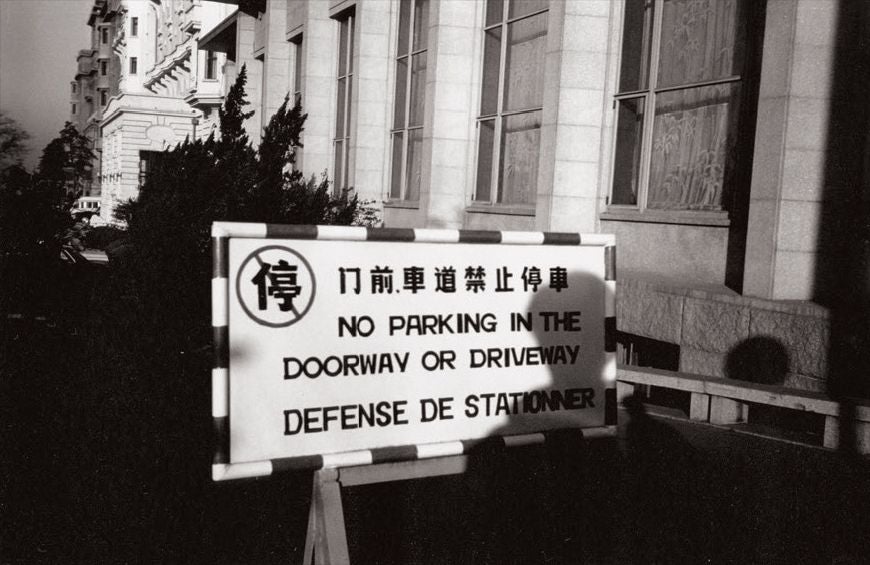 停
门前、車道禁止停車
NO PARKING IN THE
DOORWAY OR DRIVEWAY
DEFENSE DE STATIONNER